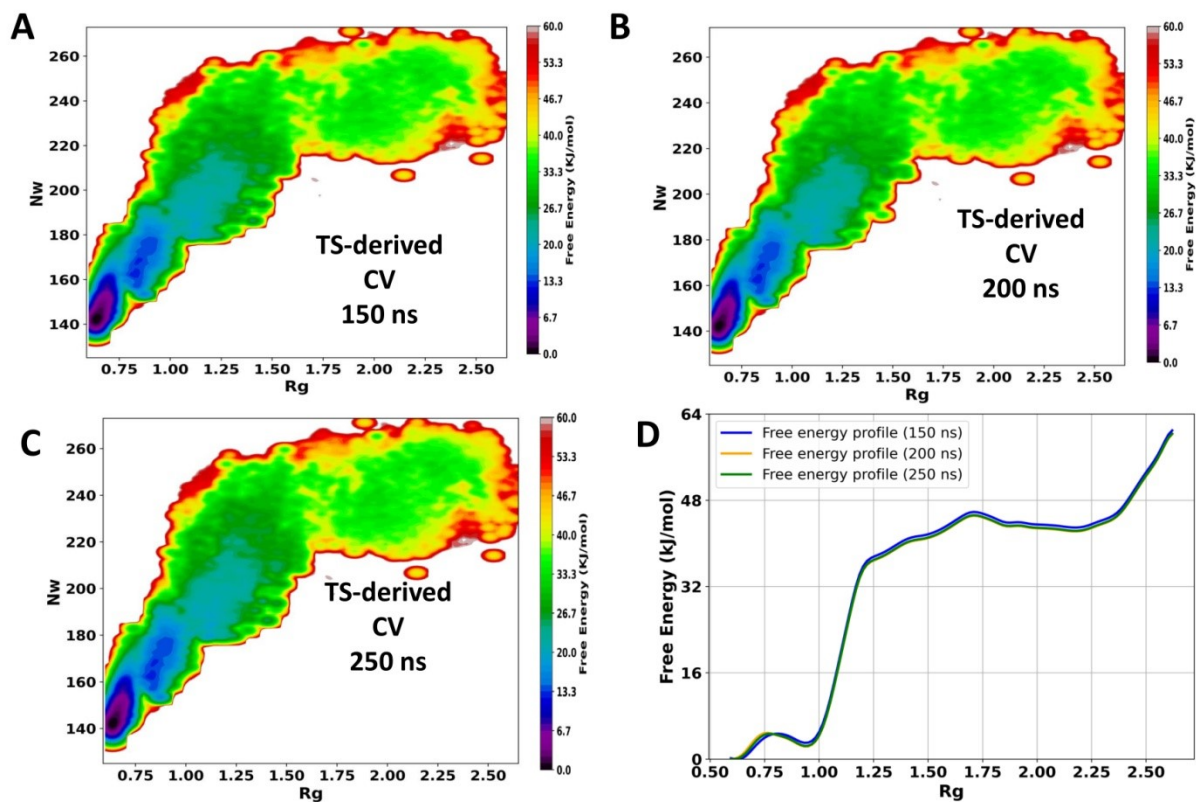 A
260
240
220
200
180
160
140
Nw
0.75 1.00 1.25 1.50 1.75 2.00 2.25 2.50
Rg
TS-derived
CV
150 ns
60.0
53.3
46.7
40.0
33.3
26.7
20.0
13.3
6.7
0.0
Free Energy (KJ/mol)
B
260
240
220
200
180
160
140
Nw
0.75 1.00 1.25 1.50 1.75 2.00 2.25 2.50
Rg
TS-derived
CV
200 ns
60.0
53.3
46.7
40.0
33.3
26.7
20.0
13.3
6.7
0.0
Free Energy (KJ/mol)
C
260
240
220
200
180
160
140
Nw
0.75 1.00 1.25 1.50 1.75 2.00 2.25 2.50
Rg
TS-derived
CV
250 ns
60.0
53.3
46.7
40.0
33.3
26.7
20.0
13.3
6.7
0.0
Free Energy (KJ/mol)
D
64
48
32
16
0
Free Energy (kJ/mol)
Free energy profile (150 ns)
Free energy profile (200 ns)
Free energy profile (250 ns)
0.50 0.75 1.00 1.25 1.50 1.75 2.00 2.25 2.50
Rg